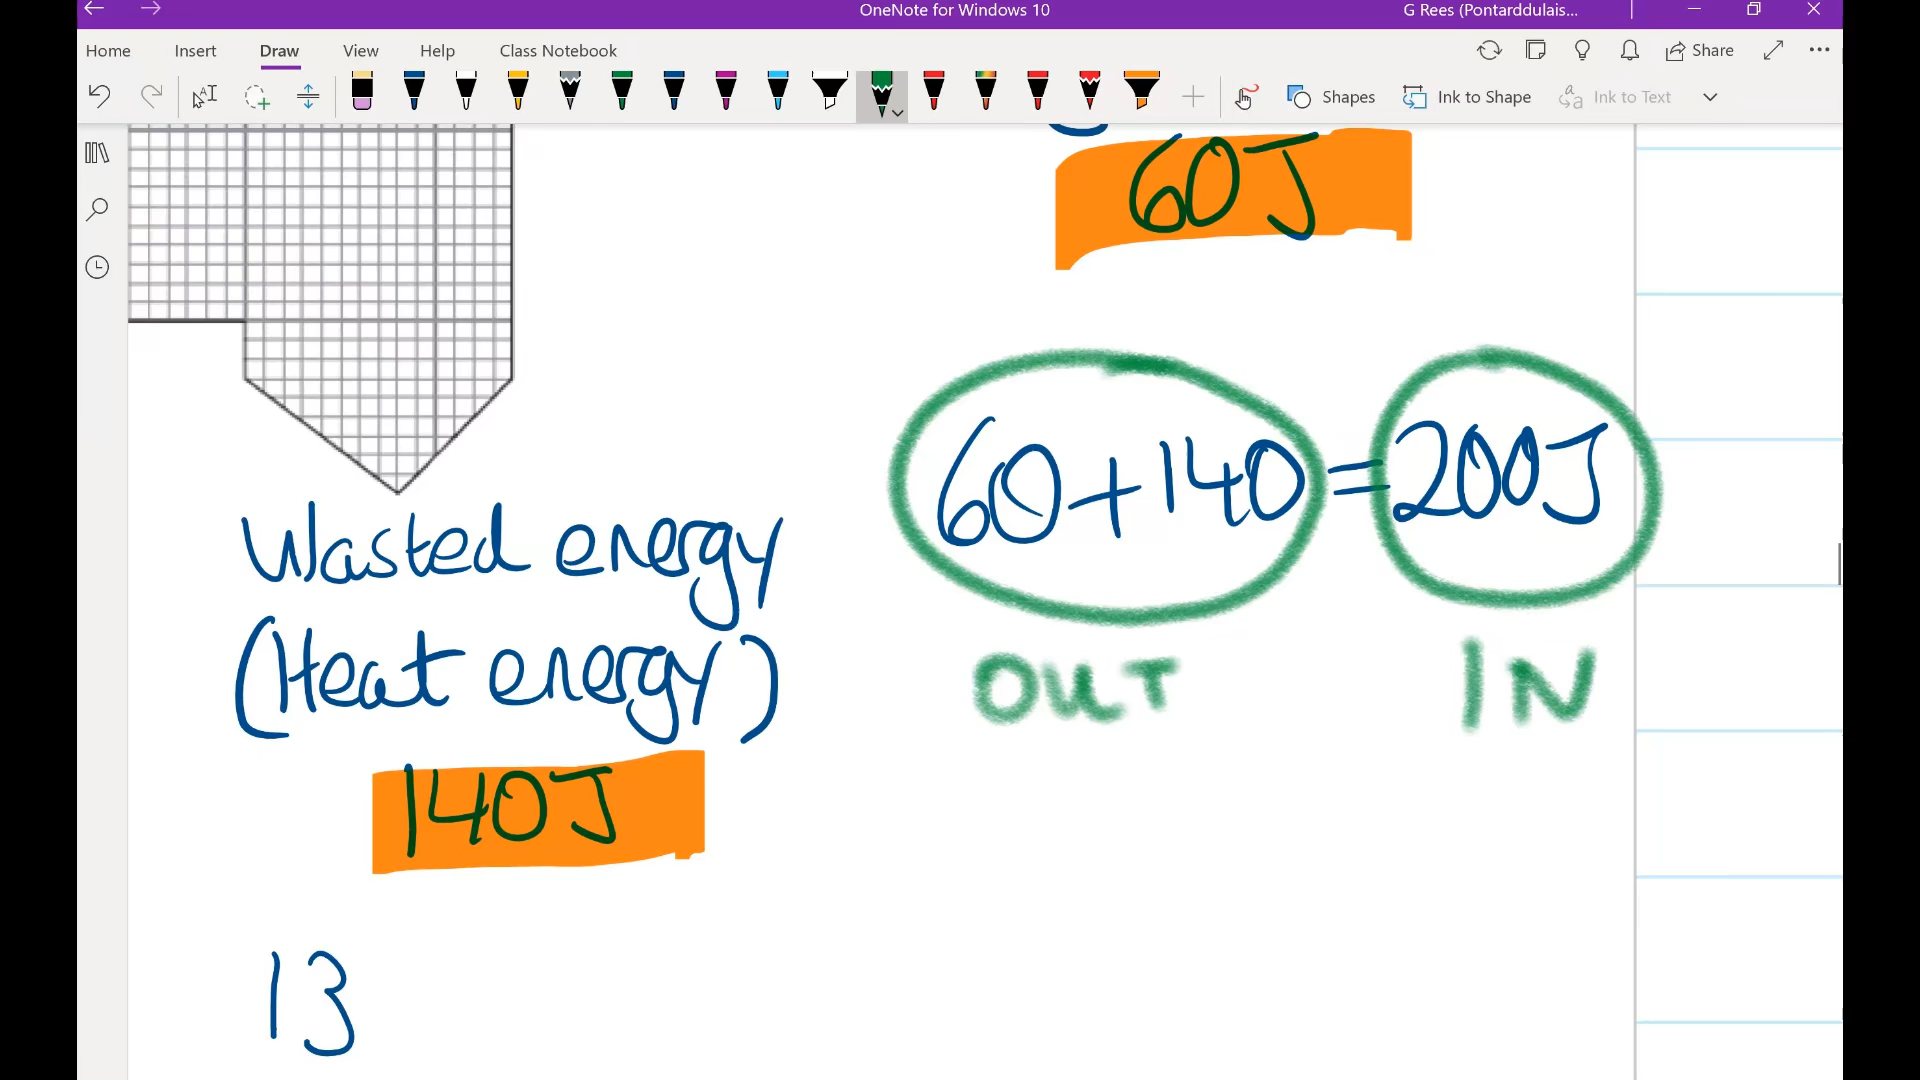 OneNote for Windows 10
G Rees (Pontarddulais...
Home Insert Draw View Help Class Notebook
Share
Shapes Ink to Shape Ink to Text
60J
60+140=200J
OUT IN
Wasted energy
(Heat energy)
140J
13